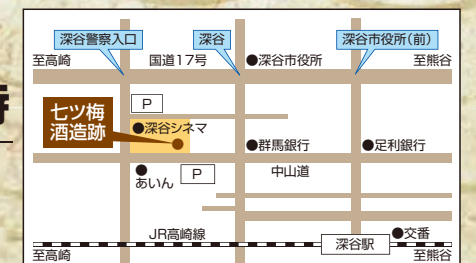 深谷警察入口
深谷
深谷市役所(前)
至高崎
国道17号
●深谷市役所
至熊谷
P
七ツ梅
酒造跡
●深谷シネマ
●群馬銀行
●足利銀行
●
あいん
P
中山道
JR高崎線
深谷駅
●交番
至高崎
至熊谷